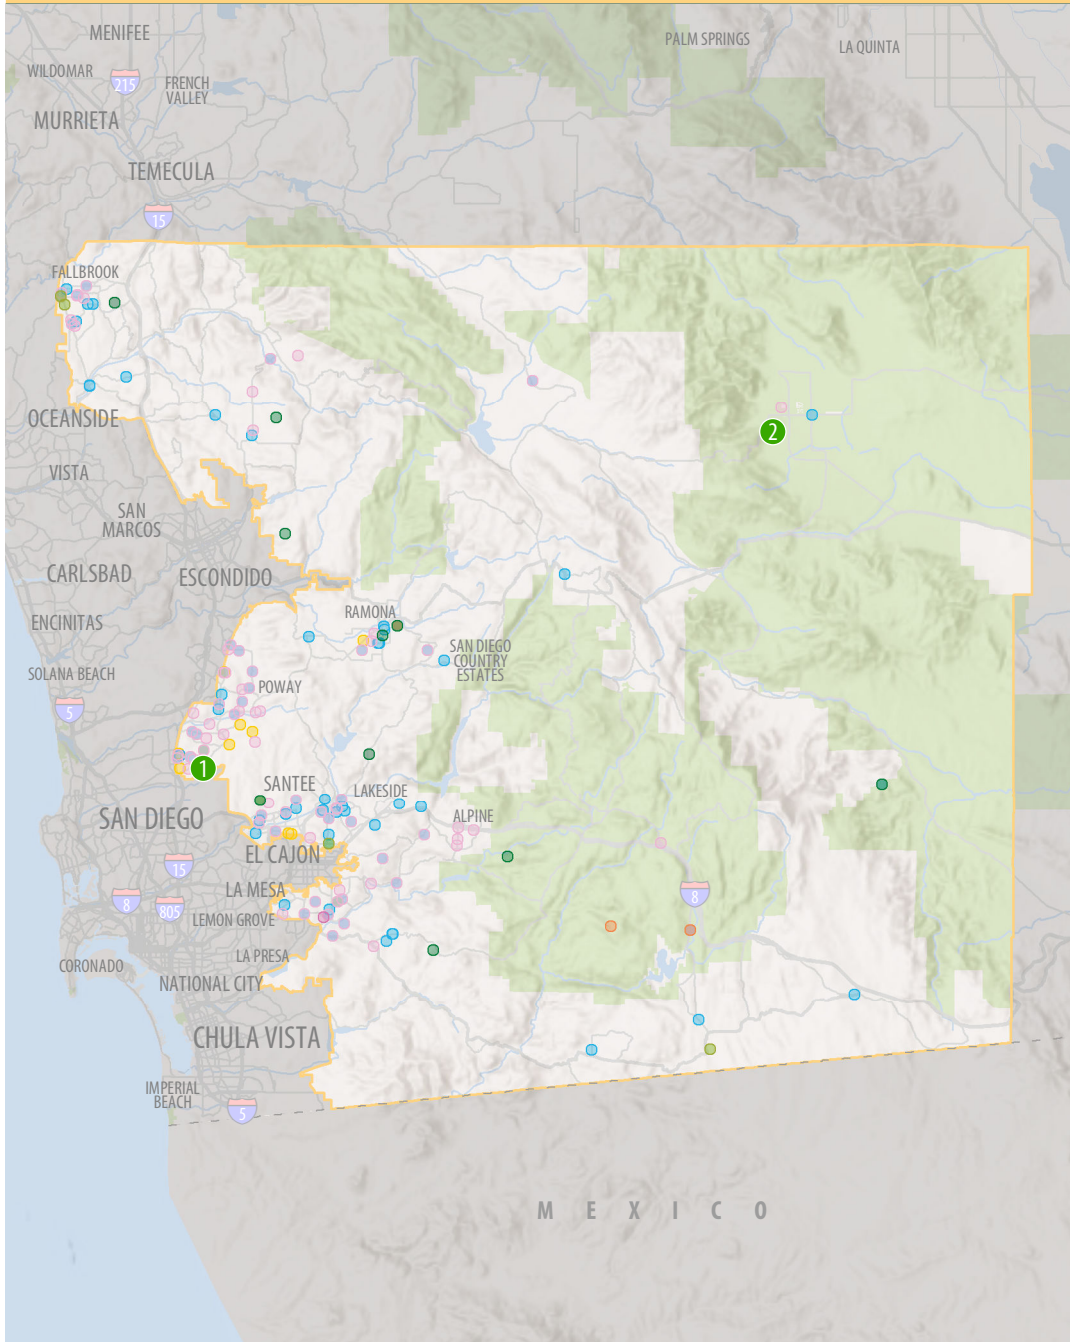 MENIFEE
PALM SPRINGS
LA QUINTA
WILDOMAR
215
FRENCH
VALLEY
MURRIETA
TEMECULA
15
FALLBROOK
OCEANSIDE
2
VISTA
SAN
MARCOS
CARLSBAD
ESCONDIDO
ENCINITAS
RAMONA
SAN DIEGO
COUNTRY
ESTATES
SOLANA BEACH
POWAY
5
1
SANTEE
LAKESIDE
SAN DIEGO
ALPINE
EL CAJON
15
LA MESA
8
805
8
LEMON GROVE
LA PRESA
CORONADO
NATIONAL CITY
CHULA VISTA
IMPERIAL
BEACH
5
MEXICO